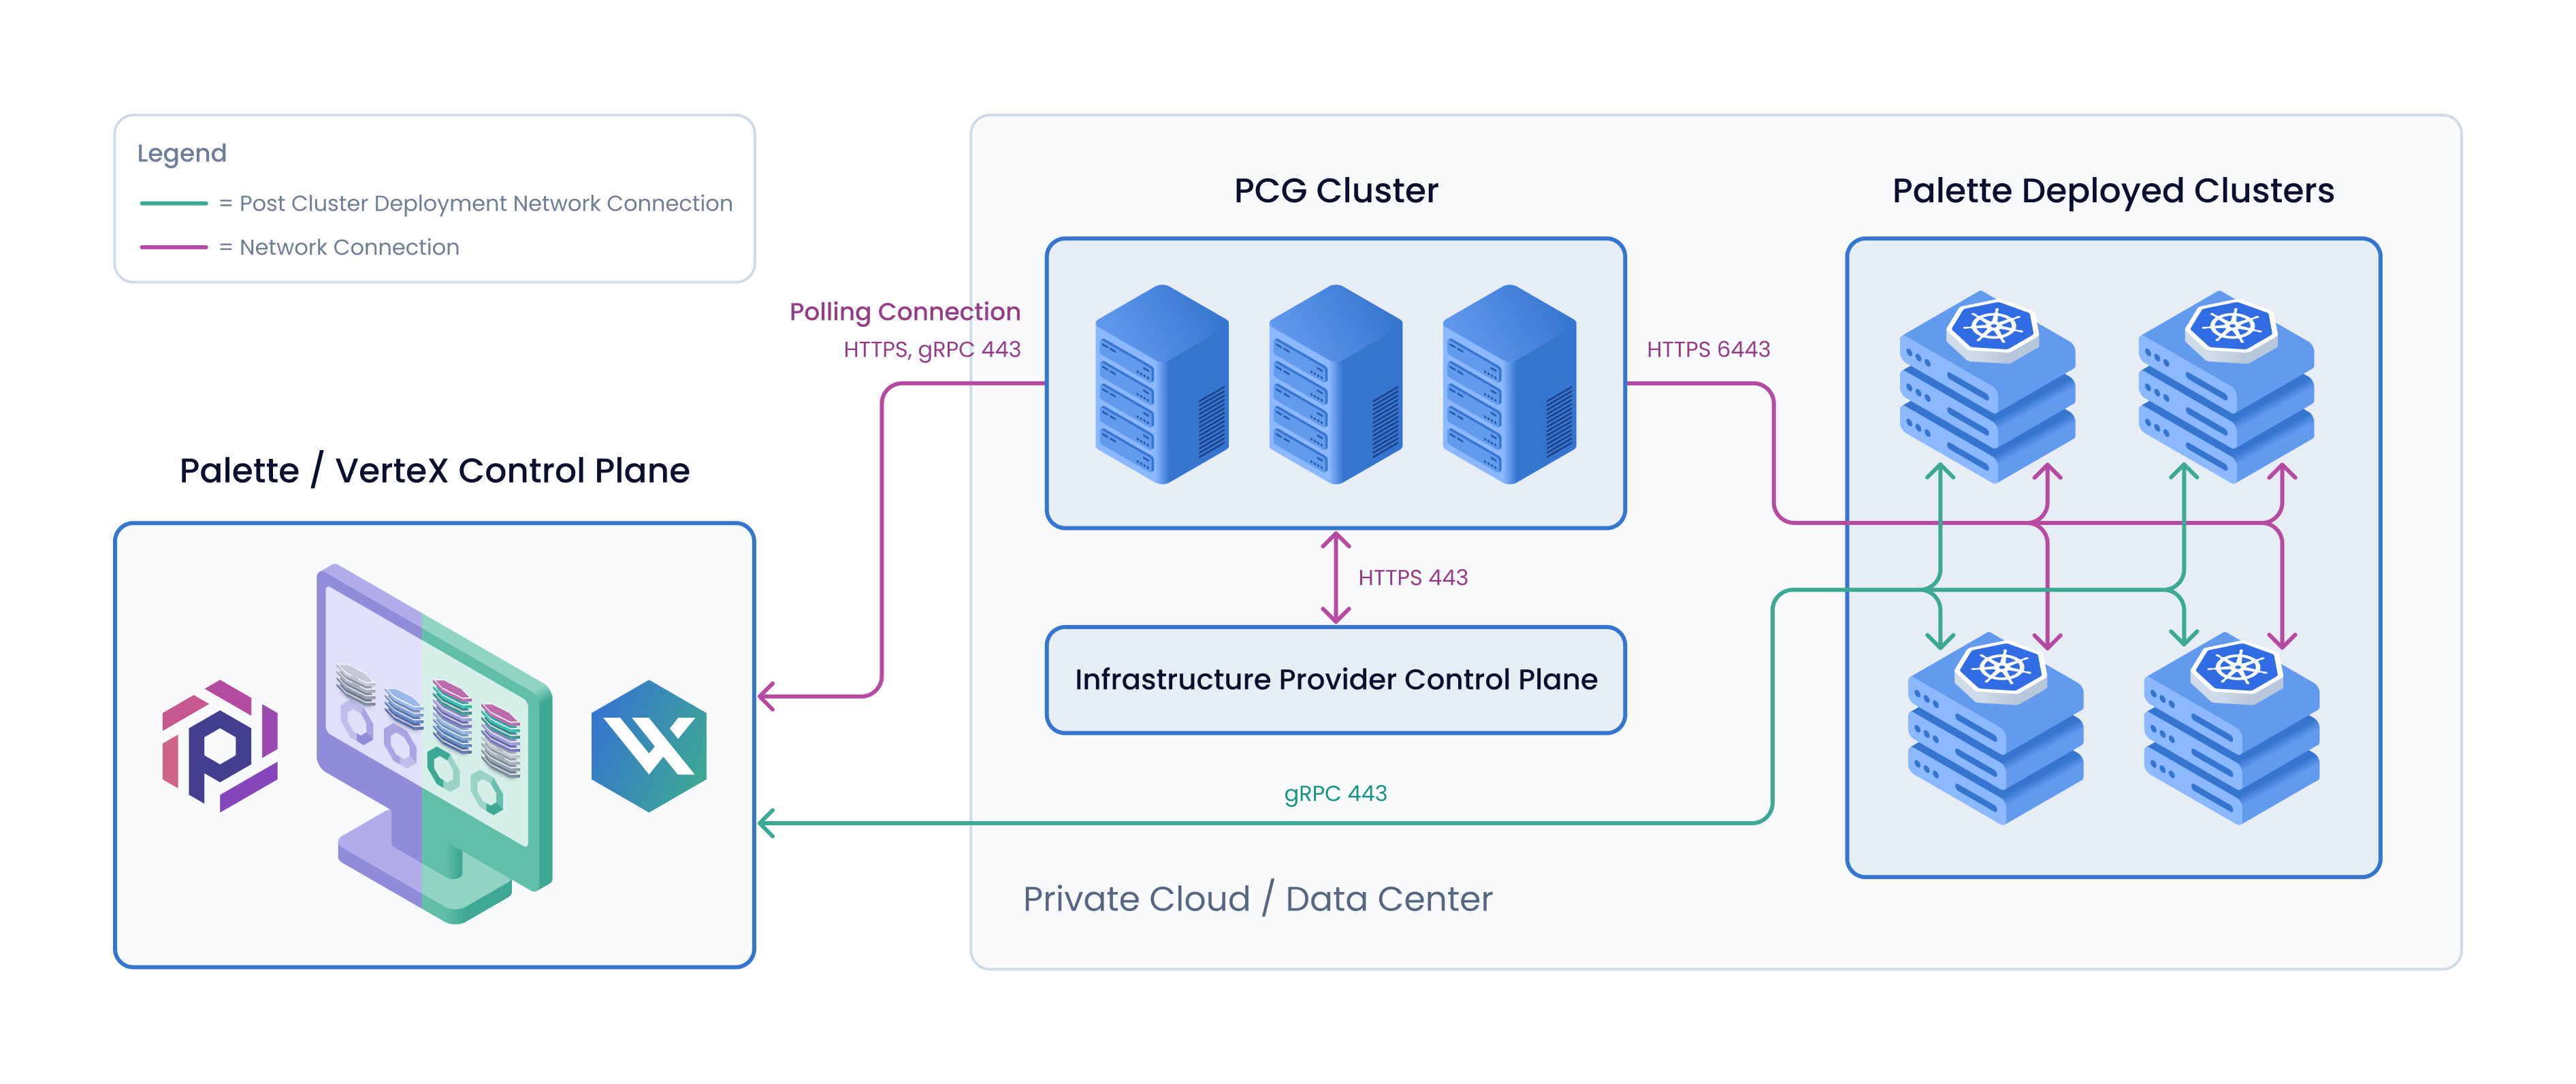 Legend
= Post Cluster Deployment Network Connection
= Network Connection
PCG Cluster
Palette Deployed Clusters
Polling Connection
HTTPS, gRPC 443
HTTPS 6443
Palette / VerteX Control Plane
HTTPS 443
Infrastructure Provider Control Plane
gRPC 443
Private Cloud / Data Center